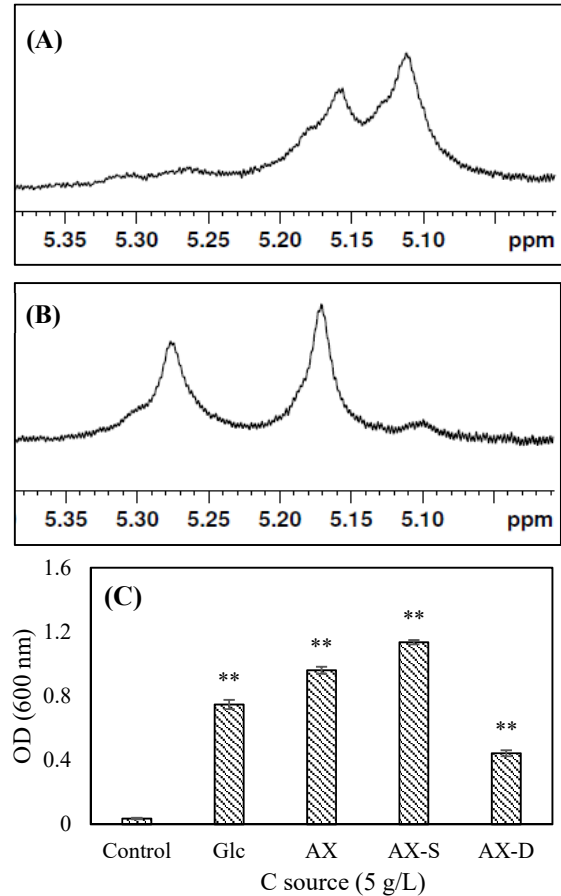 (A)
5.35 5.30 5.25 5.20 5.15 5.10 ppm
(B)
5.35 5.30 5.25 5.20 5.15 5.10 ppm
(C)
OD (600 nm)
1.6
1.2
0.8
0.4
0
** ** ** **
Control Glc AX AX-S AX-D
C source (5 g/L)